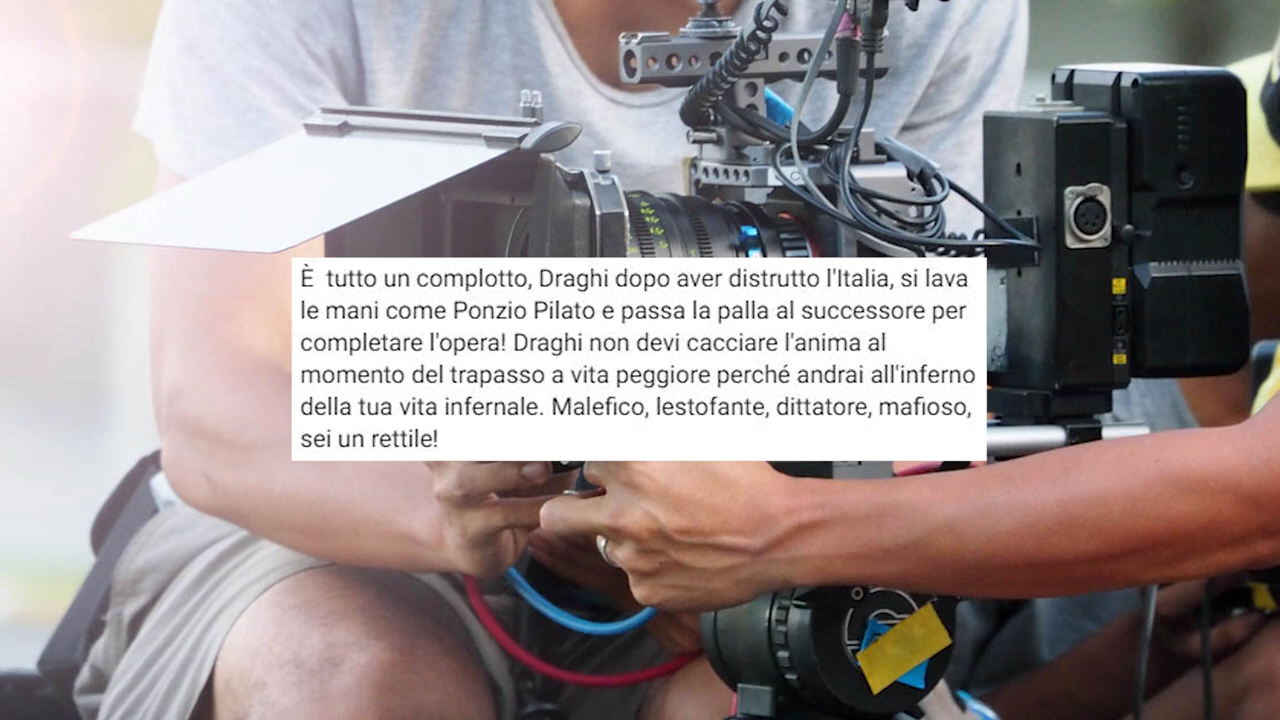 È  tutto un complotto, Draghi dopo aver distrutto l'Italia, si lava
le mani come Ponzio Pilato e passa la palla al successore per
completare l'opera! Draghi non devi cacciare l'anima al
momento del trapasso a vita peggiore perché andrai all'inferno
della tua vita infernale. Malefico, lestofante, dittatore, mafioso,
sei un rettile!